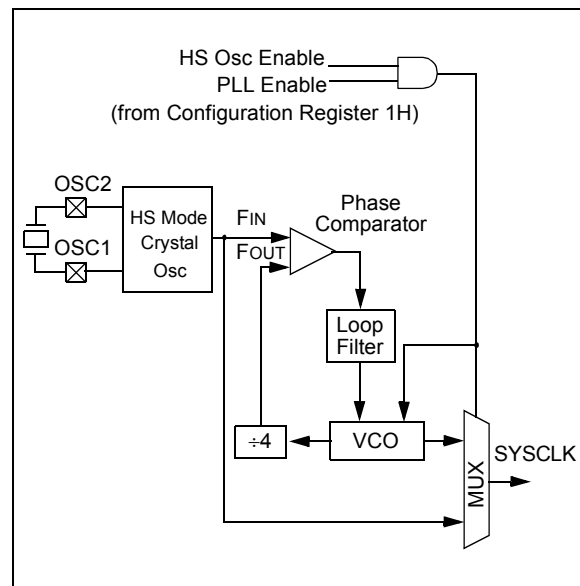 HS Osc Enable
PLL Enable
(from Configuration Register 1H)
OSC2
OSC1
HS Mode
Crystal
Osc
FIN
FOUT
Phase
Comparator
Loop
Filter
÷4
VCO
MUX
SYSCLK